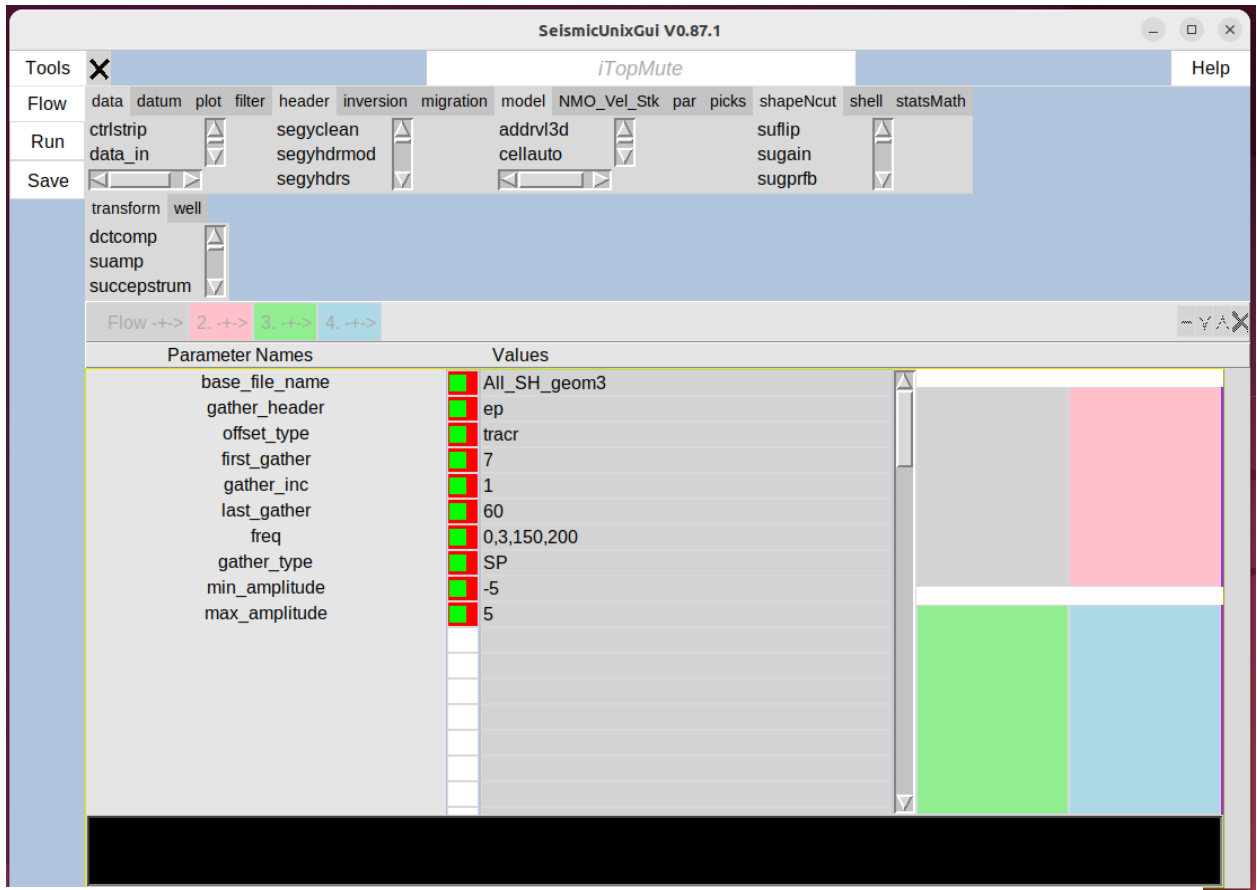 SeismicUnixGui V0.87.1
Tools iTopMute Help
Flow data datum plot filter header inversion migration model NMO_Vel_Stk par picks shapeNcut shell statsMath
ctrlstrip segyclean addrvl3d suflip
Run data_in segyhdrmod cellauto sugain
Save segyhdrs sugprfb
transform well
dctcomp
suamp
succepstrum
Flow -+-> 2. -+-> 3. -+-> 4. -+->
Parameter Names Values
base_file_name All_SH_geom3
gather_header ep
offset_type tracr
first_gather 7
gather_inc 1
last_gather 60
freq 0,3,150,200
gather_type SP
min_amplitude -5
max_amplitude 5